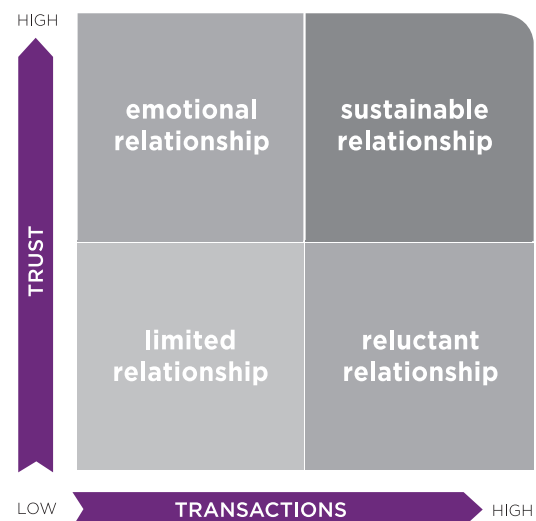 HIGH
emotional
relationship
sustainable
relationship
TRUST
limited
relationship
reluctant
relationship
LOW
TRANSACTIONS
HIGH